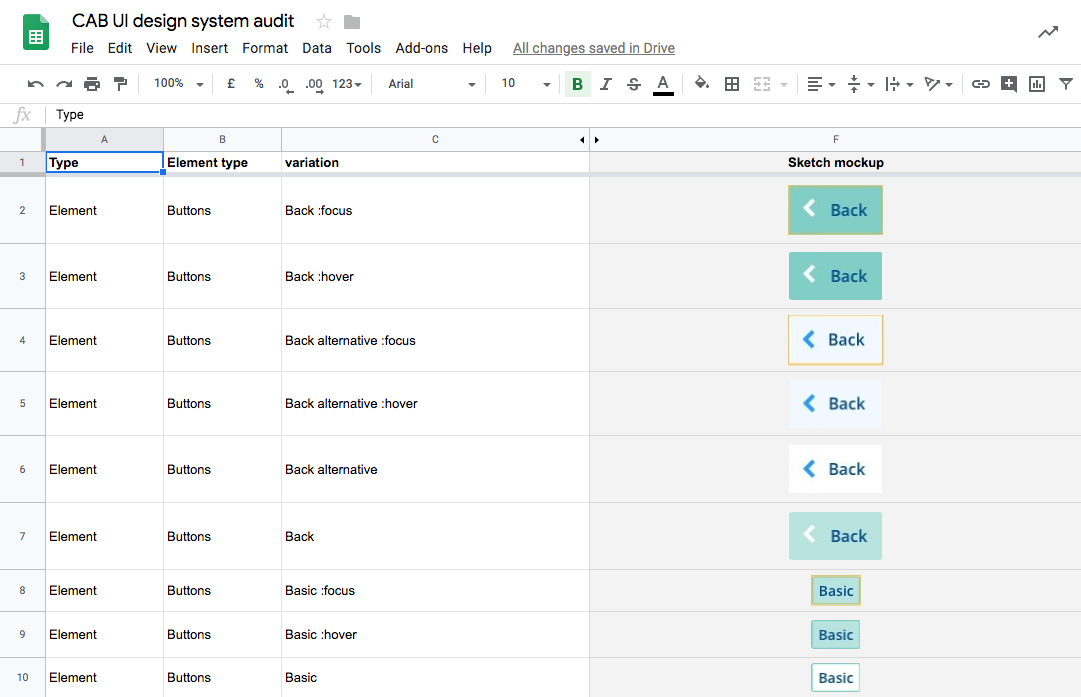 CAB UI design system audit
File Edit View Insert Format Data Tools Add-ons Help All changes saved in Drive
100% £ % .0 .00 123 Arial 10 B I S A
fx Type
A B C F
1 Type Element type variation Sketch mockup
2 Element Buttons Back :focus Back
3 Element Buttons Back :hover Back
4 Element Buttons Back alternative :focus Back
5 Element Buttons Back alternative :hover Back
6 Element Buttons Back alternative Back
7 Element Buttons Back Back
8 Element Buttons Basic :focus Basic
9 Element Buttons Basic :hover Basic
10 Element Buttons Basic Basic